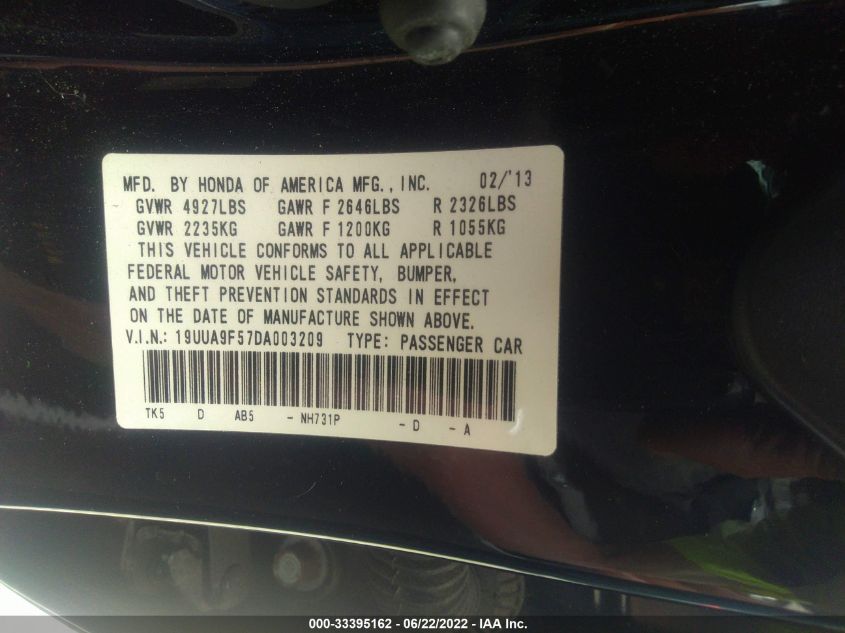 MFD. BY HONDA OF AMERICA MFG., INC. 02/'13
GVWR 4927LBS GAWR F 2646LBS R 2326LBS
GVWR 2235KG GAWR F 1200KG R 1055KG
THIS VEHICLE CONFORMS TO ALL APPLICABLE
FEDERAL MOTOR VEHICLE SAFETY, BUMPER,
AND THEFT PREVENTION STANDARDS IN EFFECT
ON THE DATE OF MANUFACTURE SHOWN ABOVE.
V.I.N.: 19UUA9F57DA003209 TYPE: PASSENGER CAR
TK5 D AB5 - NH731P - D - A
000-33395162 - 06/22/2022 - IAA Inc.